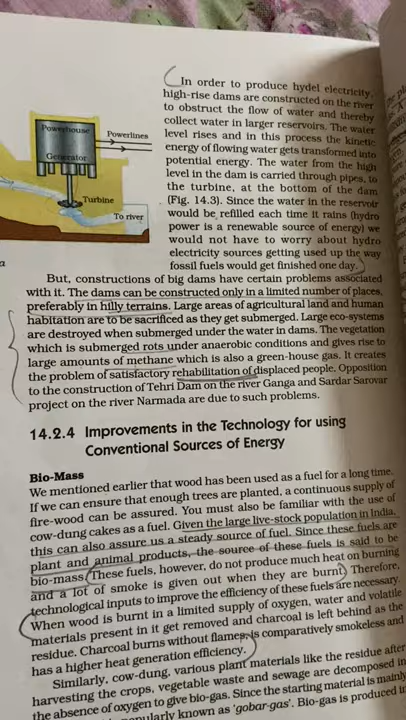 Powerhouse
Powerlines
Generator
Turbine
To river
In order to produce hydel electricity,
high-rise dams are constructed on the river
to obstruct the flow of water and thereby
collect water in larger reservoirs. The water
level rises and in this process the kinetic
energy of flowing water gets transformed into
potential energy. The water from the high
level in the dam is carried through pipes, to
the turbine, at the bottom of the dam
(Fig. 14.3). Since the water in the reservoir
would be refilled each time it rains (hydro
power is a renewable source of energy) we
would not have to worry about hydro
electricity sources getting used up the way
fossil fuels would get finished one day.
But, constructions of big dams have certain problems associated
with it. The dams can be constructed only in a limited number of places,
preferably in hilly terrains. Large areas of agricultural land and human
habitation are to be sacrificed as they get submerged. Large eco-systems
are destroyed when submerged under the water in dams. The vegetation
which is submerged rots under anaerobic conditions and gives rise to
large amounts of methane which is also a green-house gas. It creates
the problem of satisfactory rehabilitation of displaced people. Opposition
to the construction of Tehri Dam on the river Ganga and Sardar Sarovar
project on the river Narmada are due to such problems.
14.2.4 Improvements in the Technology for using
Conventional Sources of Energy
Bio-Mass
We mentioned earlier that wood has been used as a fuel for a long time.
If we can ensure that enough trees are planted, a continuous supply of
fire-wood can be assured. You must also be familiar with the use of
cow-dung cakes as a fuel. Given the large live-stock population in India,
this can also assure us a steady source of fuel. Since these fuels are
plant and animal products, the source of these fuels is said to be
bio-mass. These fuels, however, do not produce much heat on burning
and a lot of smoke is given out when they are burnt. Therefore,
technological inputs to improve the efficiency of these fuels are necessary.
When wood is burnt in a limited supply of oxygen, water and volatile
materials present in it get removed and charcoal is left behind as the
residue. Charcoal burns without flames, is comparatively smokeless and
has a higher heat generation efficiency.
Similarly, cow-dung, various plant materials like the residue after
harvesting the crops, vegetable waste and sewage are decomposed in
the absence of oxygen to give bio-gas. Since the starting material is mainly
popularly known as 'gobar-gas'. Bio-gas is produced in